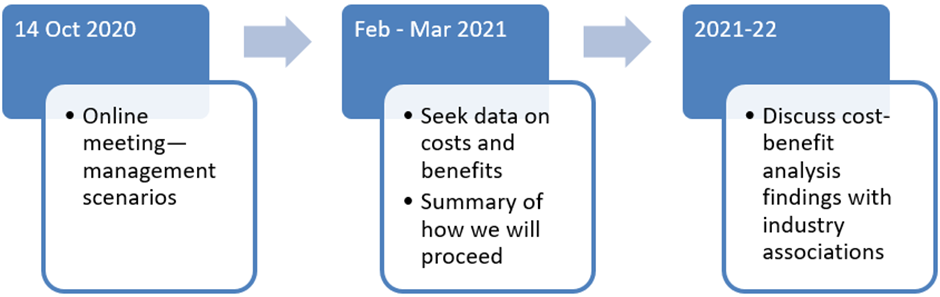 14 Oct 2020
• Online
meeting—
management
scenarios
Feb - Mar 2021
• Seek data on
costs and
benefits
• Summary of
how we will
proceed
2021-22
• Discuss cost-
benefit
analysis
findings with
industry
associations